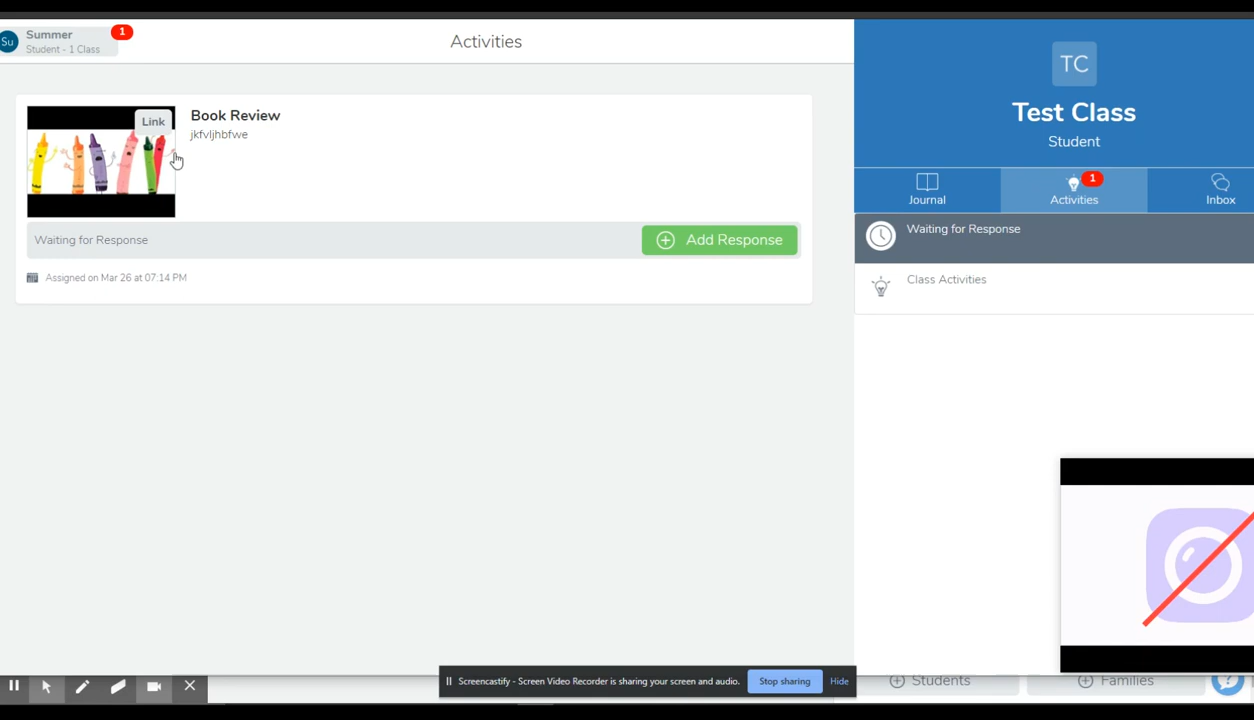 Su
Summer
Student - 1 Class
1
Activities
Link
Book Review
jkfvljhbfwe
Waiting for Response
Add Response
Assigned on Mar 26 at 07:14 PM
TC
Test Class
Student
Journal
1
Activities
Inbox
Waiting for Response
Class Activities
Screencastify - Screen Video Recorder is sharing your screen and audio.
Stop sharing
Hide
Students
Families
?